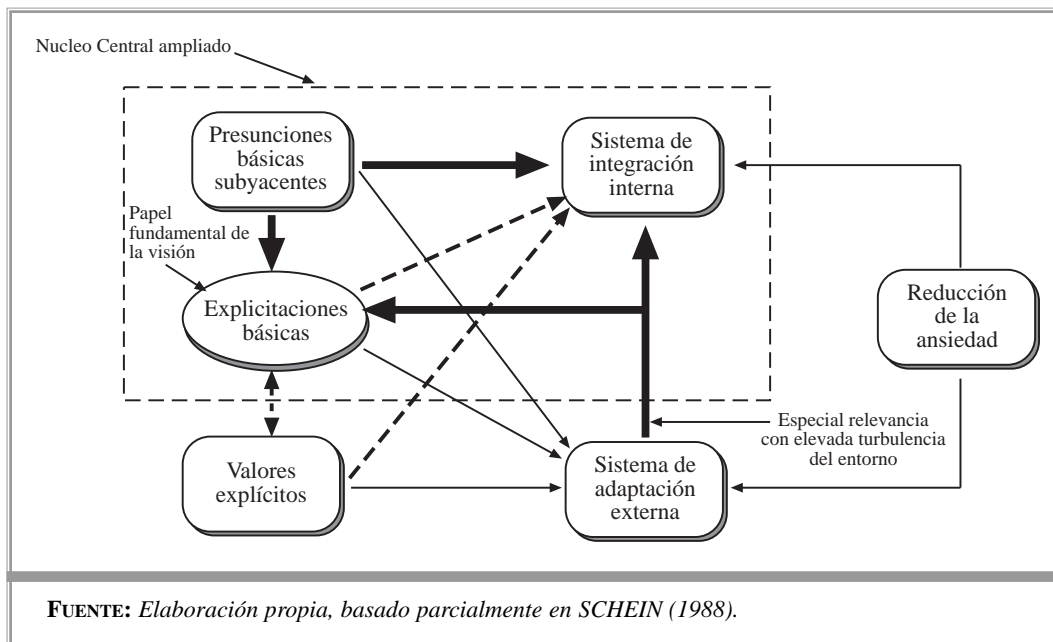 Nucleo Central ampliado
Presunciones
básicas
subyacentes
Sistema de
integración
interna
Papel
fundamental de
la visión
Explicitaciones
básicas
Reducción
de la
ansiedad
Especial relevancia
con elevada turbulencia
del entorno
Valores
explícitos
Sistema de
adaptación
externa
FUENTE: Elaboración propia, basado parcialmente en SCHEIN (1988).